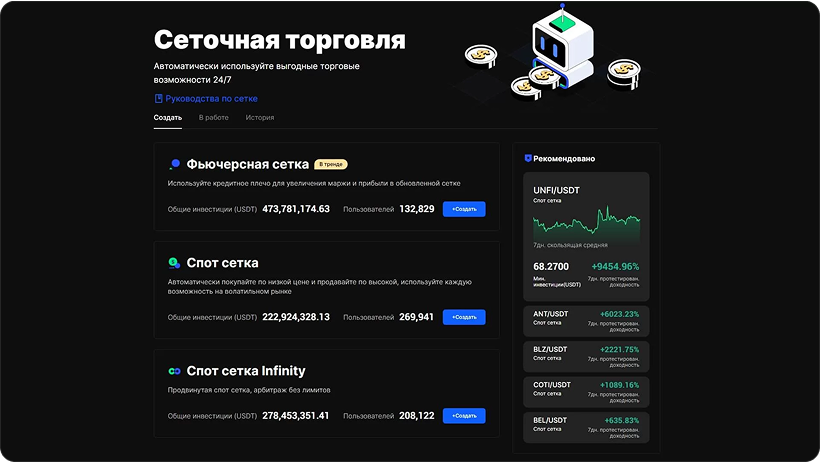 Сеточная торговля
Автоматически используйте выгодные торговые
возможности 24/7
Руководства по сетке
Создать В работе История
Фьючерсная сетка В тренде
Используйте кредитное плечо для увеличения маржи и прибыли в обновленной сетке
Общие инвестиции (USDT) 473,781,174.63 Пользователей 132,829 +Создать
Спот сетка
Автоматически покупайте по низкой цене и продавайте по высокой, используйте каждую
возможность на волатильном рынке
Общие инвестиции (USDT) 222,924,328.13 Пользователей 269,941 +Создать
Спот сетка Infinity
Продвинутая спот сетка, арбитраж без лимитов
Общие инвестиции (USDT) 278,453,351.41 Пользователей 208,122 +Создать
Рекомендовано
UNFI/USDT
Спот сетка
7дн. скользящая средняя
68.2700 +9454.96%
Мин. 7дн. протестирован.
инвестиции(USDT) доходность
ANT/USDT +6023.23%
Спот сетка 7дн. протестирован.
доходность
BLZ/USDT +2221.75%
Спот сетка 7дн. протестирован.
доходность
COTI/USDT +1089.16%
Спот сетка 7дн. протестирован.
доходность
BEL/USDT +635.83%
Спот сетка 7дн. протестирован.
доходность